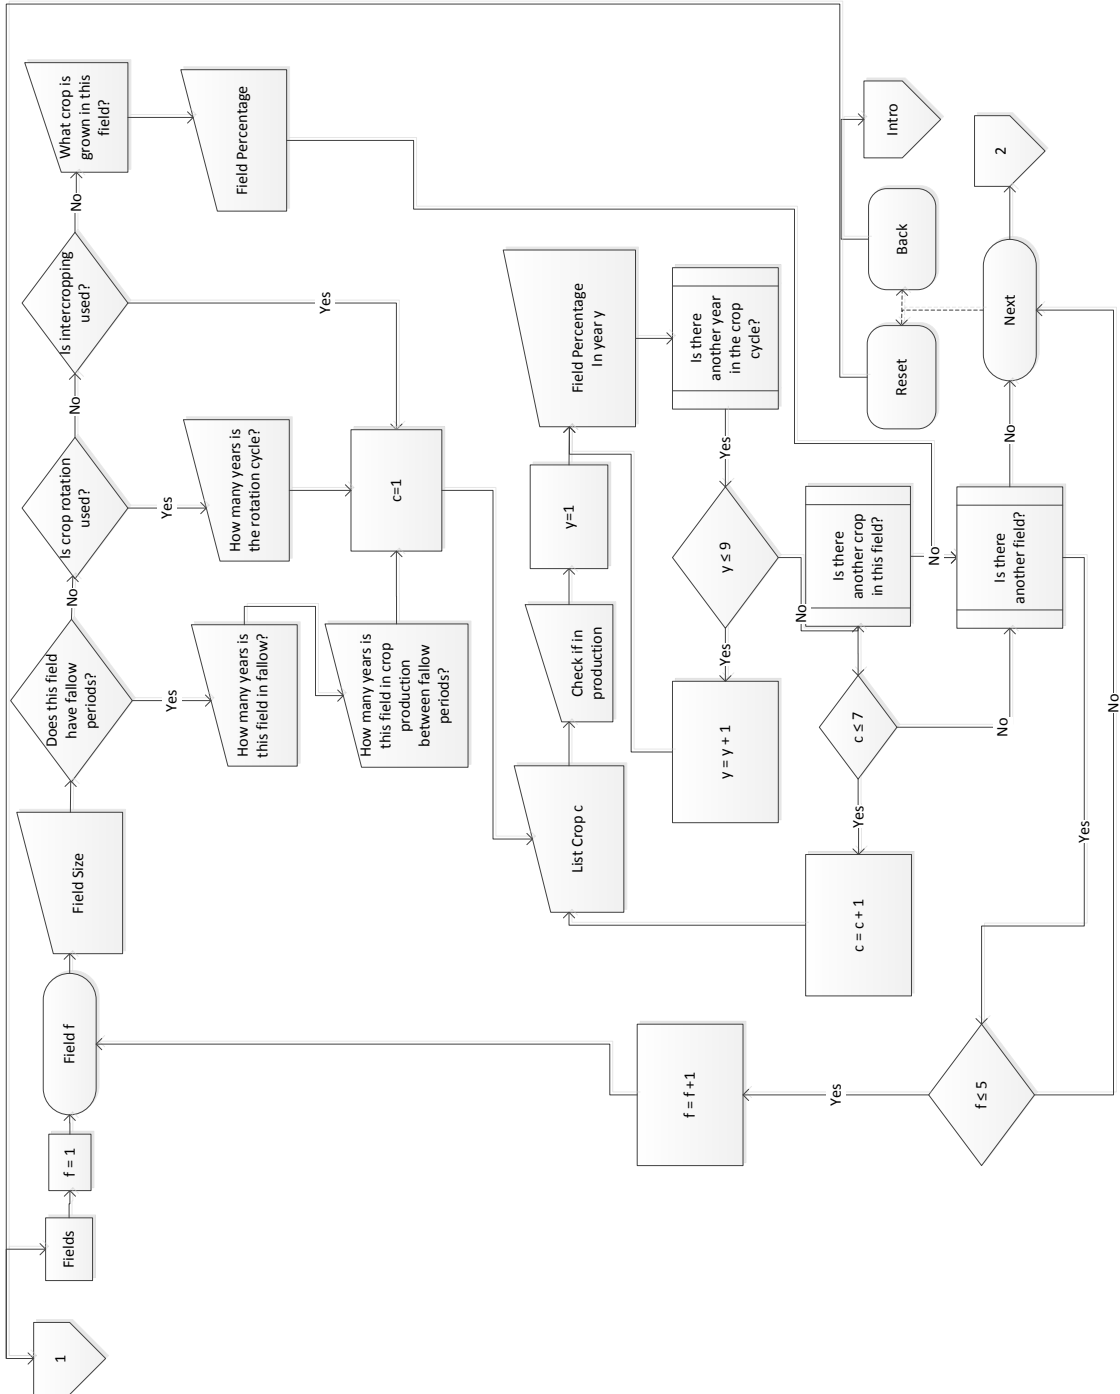 1
Fields
f = 1
Field f
Field Size
Does this field
have fallow
periods?
No
Is crop rotation
used?
No
Is intercropping
used?
No
What crop is
grown in this
field?
Yes
Yes
How many years is
this field in fallow?
How many years is
the rotation cycle?
Field Percentage
Yes
How many years is
this field in crop
production
between fallow
periods?
c=1
List Crop c
Check if in
production
y=1
Field Percentage
In year y
f = f +1
y = y + 1
Yes
y ≤ 9
Yes
Is there
another year
in the crop
cycle?
Yes
c = c + 1
Yes
c ≤ 7
No
Is there
another crop
in this field?
Reset
Back
Intro
No
f ≤ 5
No
Is there
another field?
No
Next
2
Yes
No